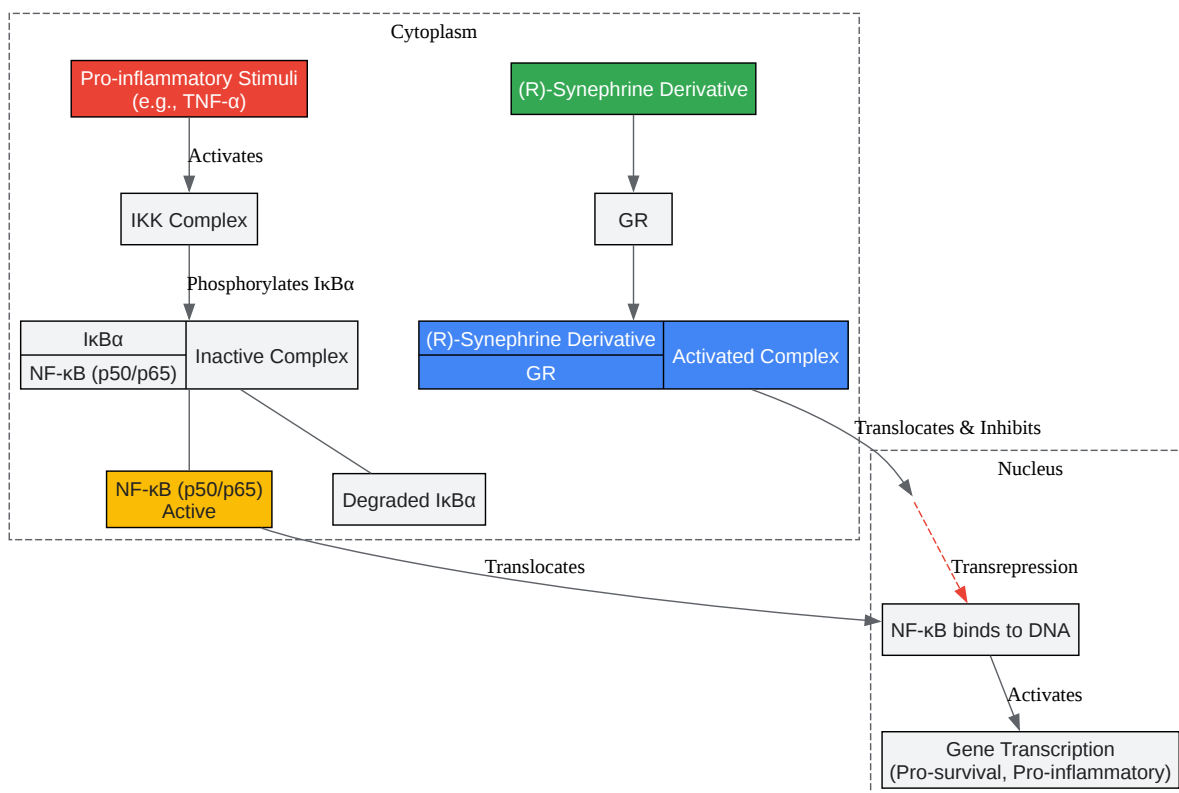 Cytoplasm
Pro-inflammatory Stimuli
(e.g., TNF-α)
(R)-Synephrine Derivative
Activates
IKK Complex
GR
Phosphorylates IκBα
IκBα
NF-κB (p50/p65)
Inactive Complex
(R)-Synephrine Derivative
GR
Activated Complex
Translocates & Inhibits
Nucleus
NF-κB (p50/p65)
Active
Degraded IκBα
Translocates
Transrepression
NF-κB binds to DNA
Activates
Gene Transcription
(Pro-survival, Pro-inflammatory)